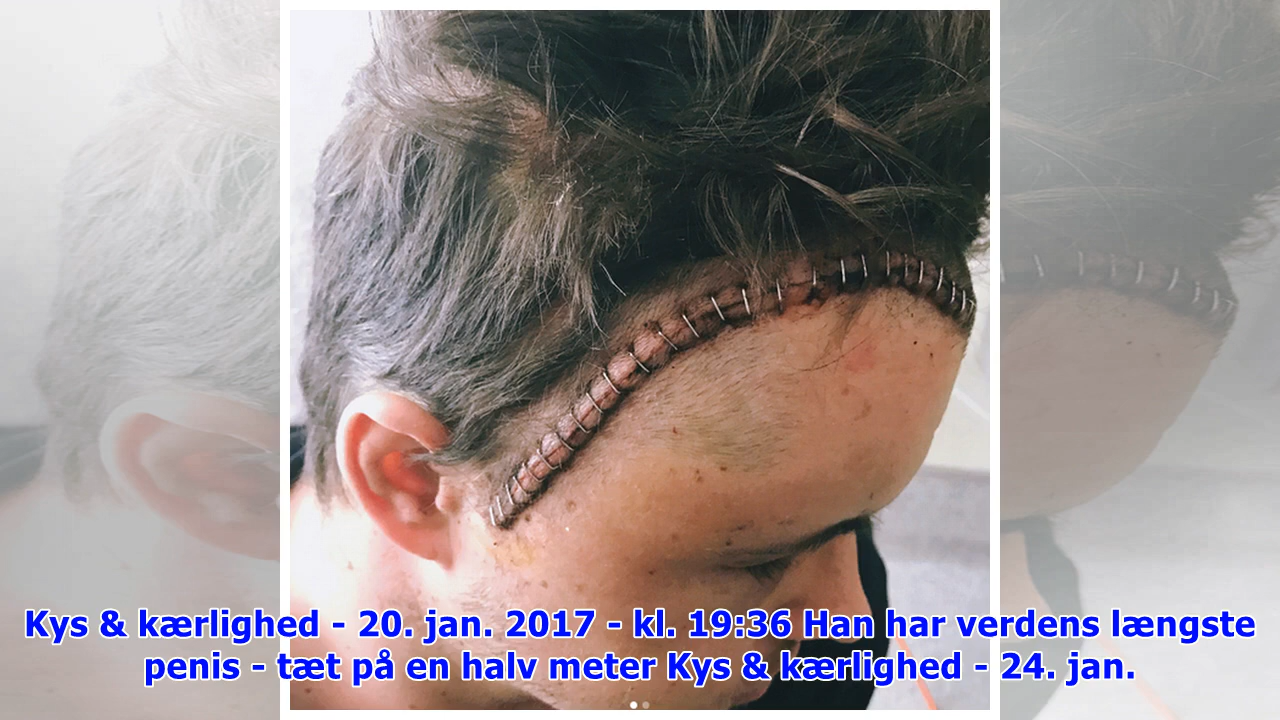 Kys & kærlighed - 20. jan. 2017 - kl. 19:36 Han har verdens længste
penis - tæt på en halv meter Kys & kærlighed - 24. jan.